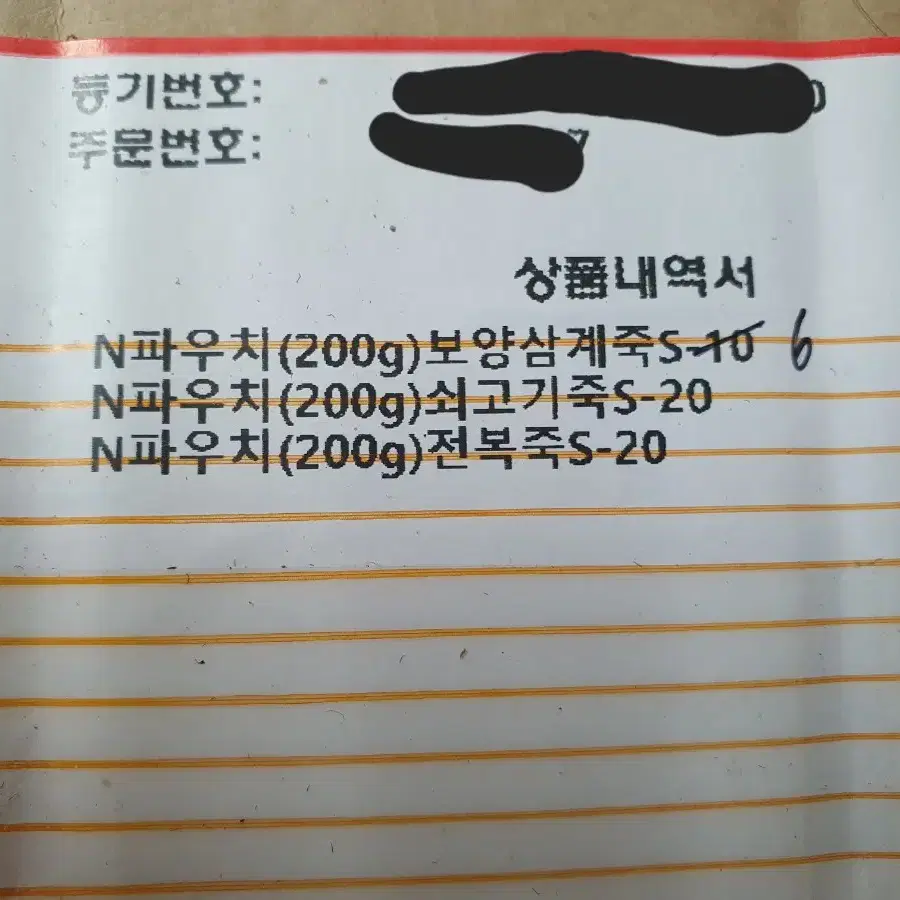 등기번호:
주문번호:
상품내역서
N파우치(200g)보양삼계죽S-10 6
N파우치(200g)쇠고기죽S-20
N파우치(200g)전복죽S-20